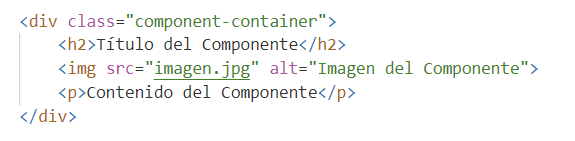 <div class="component-container">
    <h2>Título del Componente</h2>
    <img src="imagen.jpg" alt="Imagen del Componente">
    <p>Contenido del Componente</p>
</div>